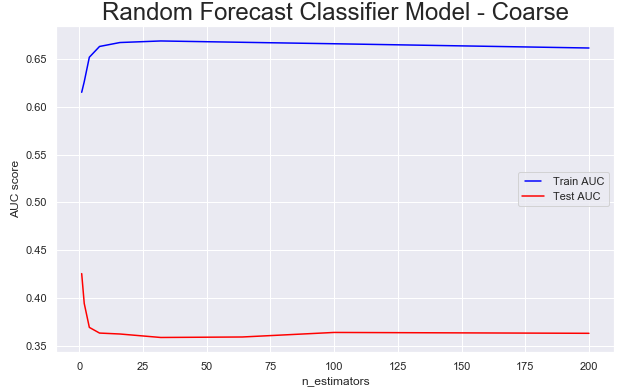 Random Forecast Classifier Model - Coarse
AUC score
0.65
0.60
0.55
0.50
0.45
0.40
0.35
Train AUC
Test AUC
0 25 50 75 100 125 150 175 200
n_estimators